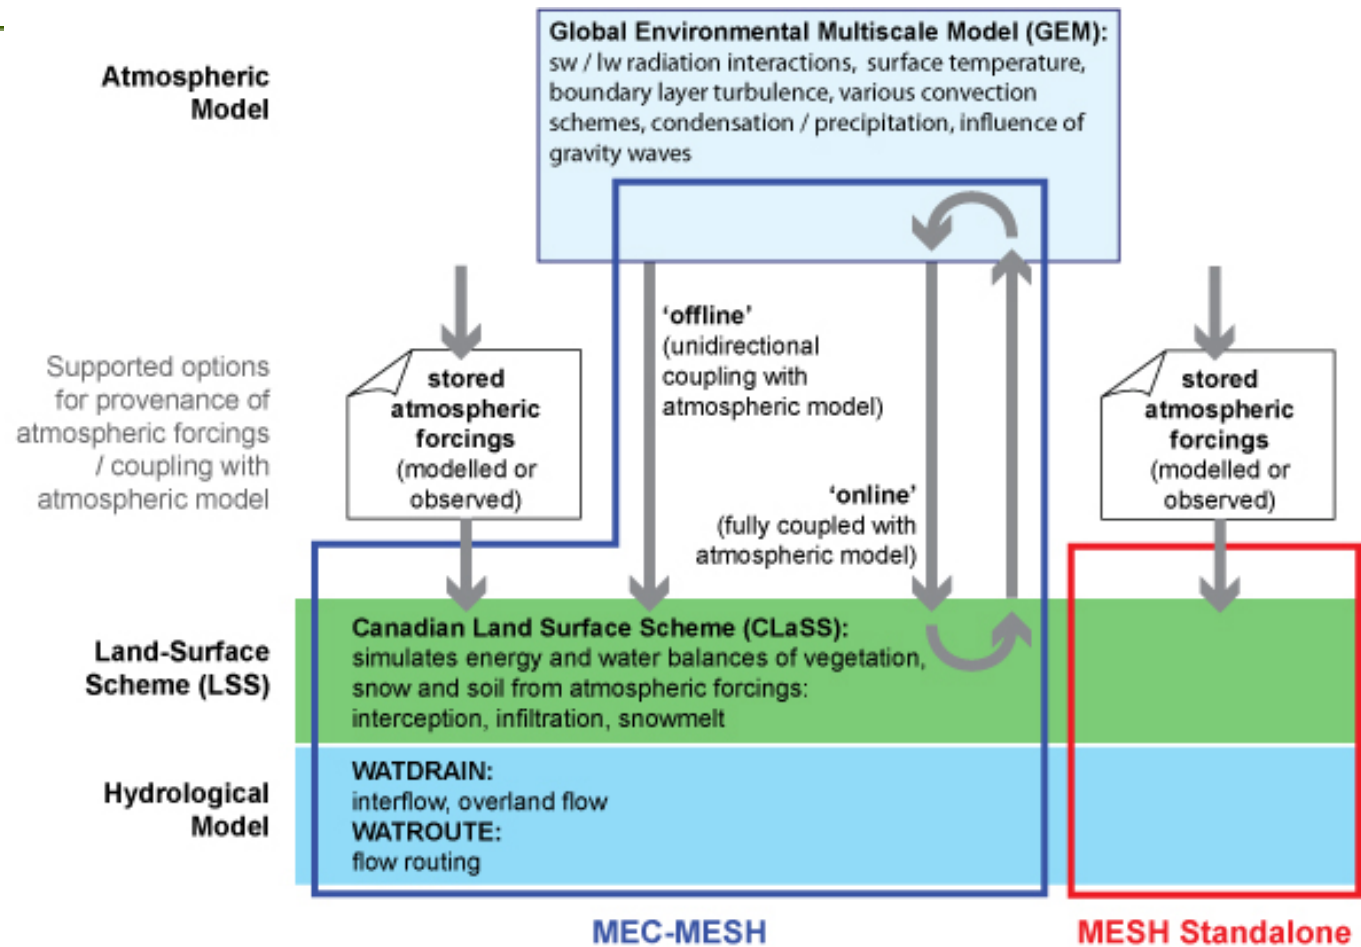 Atmospheric
Model
Global Environmental Multiscale Model (GEM):
sw / lw radiation interactions, surface temperature,
boundary layer turbulence, various convection
schemes, condensation / precipitation, influence of
gravity waves
Supported options
for provenance of
atmospheric forcings
/ coupling with
atmospheric model
stored
atmospheric
forcings
(modelled or
observed)
‘offline’
(unidirectional
coupling with
atmospheric model)
‘online’
(fully coupled with
atmospheric model)
stored
atmospheric
forcings
(modelled or
observed)
Land-Surface
Scheme (LSS)
Canadian Land Surface Scheme (CLaSS):
simulates energy and water balances of vegetation,
snow and soil from atmospheric forcings:
interception, infiltration, snowmelt
Hydrological
Model
WATDRAIN:
interflow, overland flow
WATROUTE:
flow routing
MEC-MESH
MESH Standalone